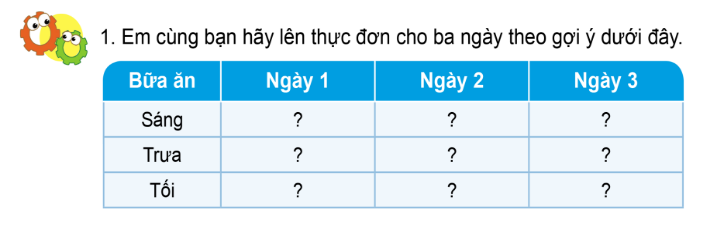 1. Em cùng bạn hãy lên thực đơn cho ba ngày theo gợi ý dưới đây.
Bữa ăn Ngày 1 Ngày 2 Ngày 3
Sáng ? ? ?
Trưa ? ? ?
Tối ? ? ?